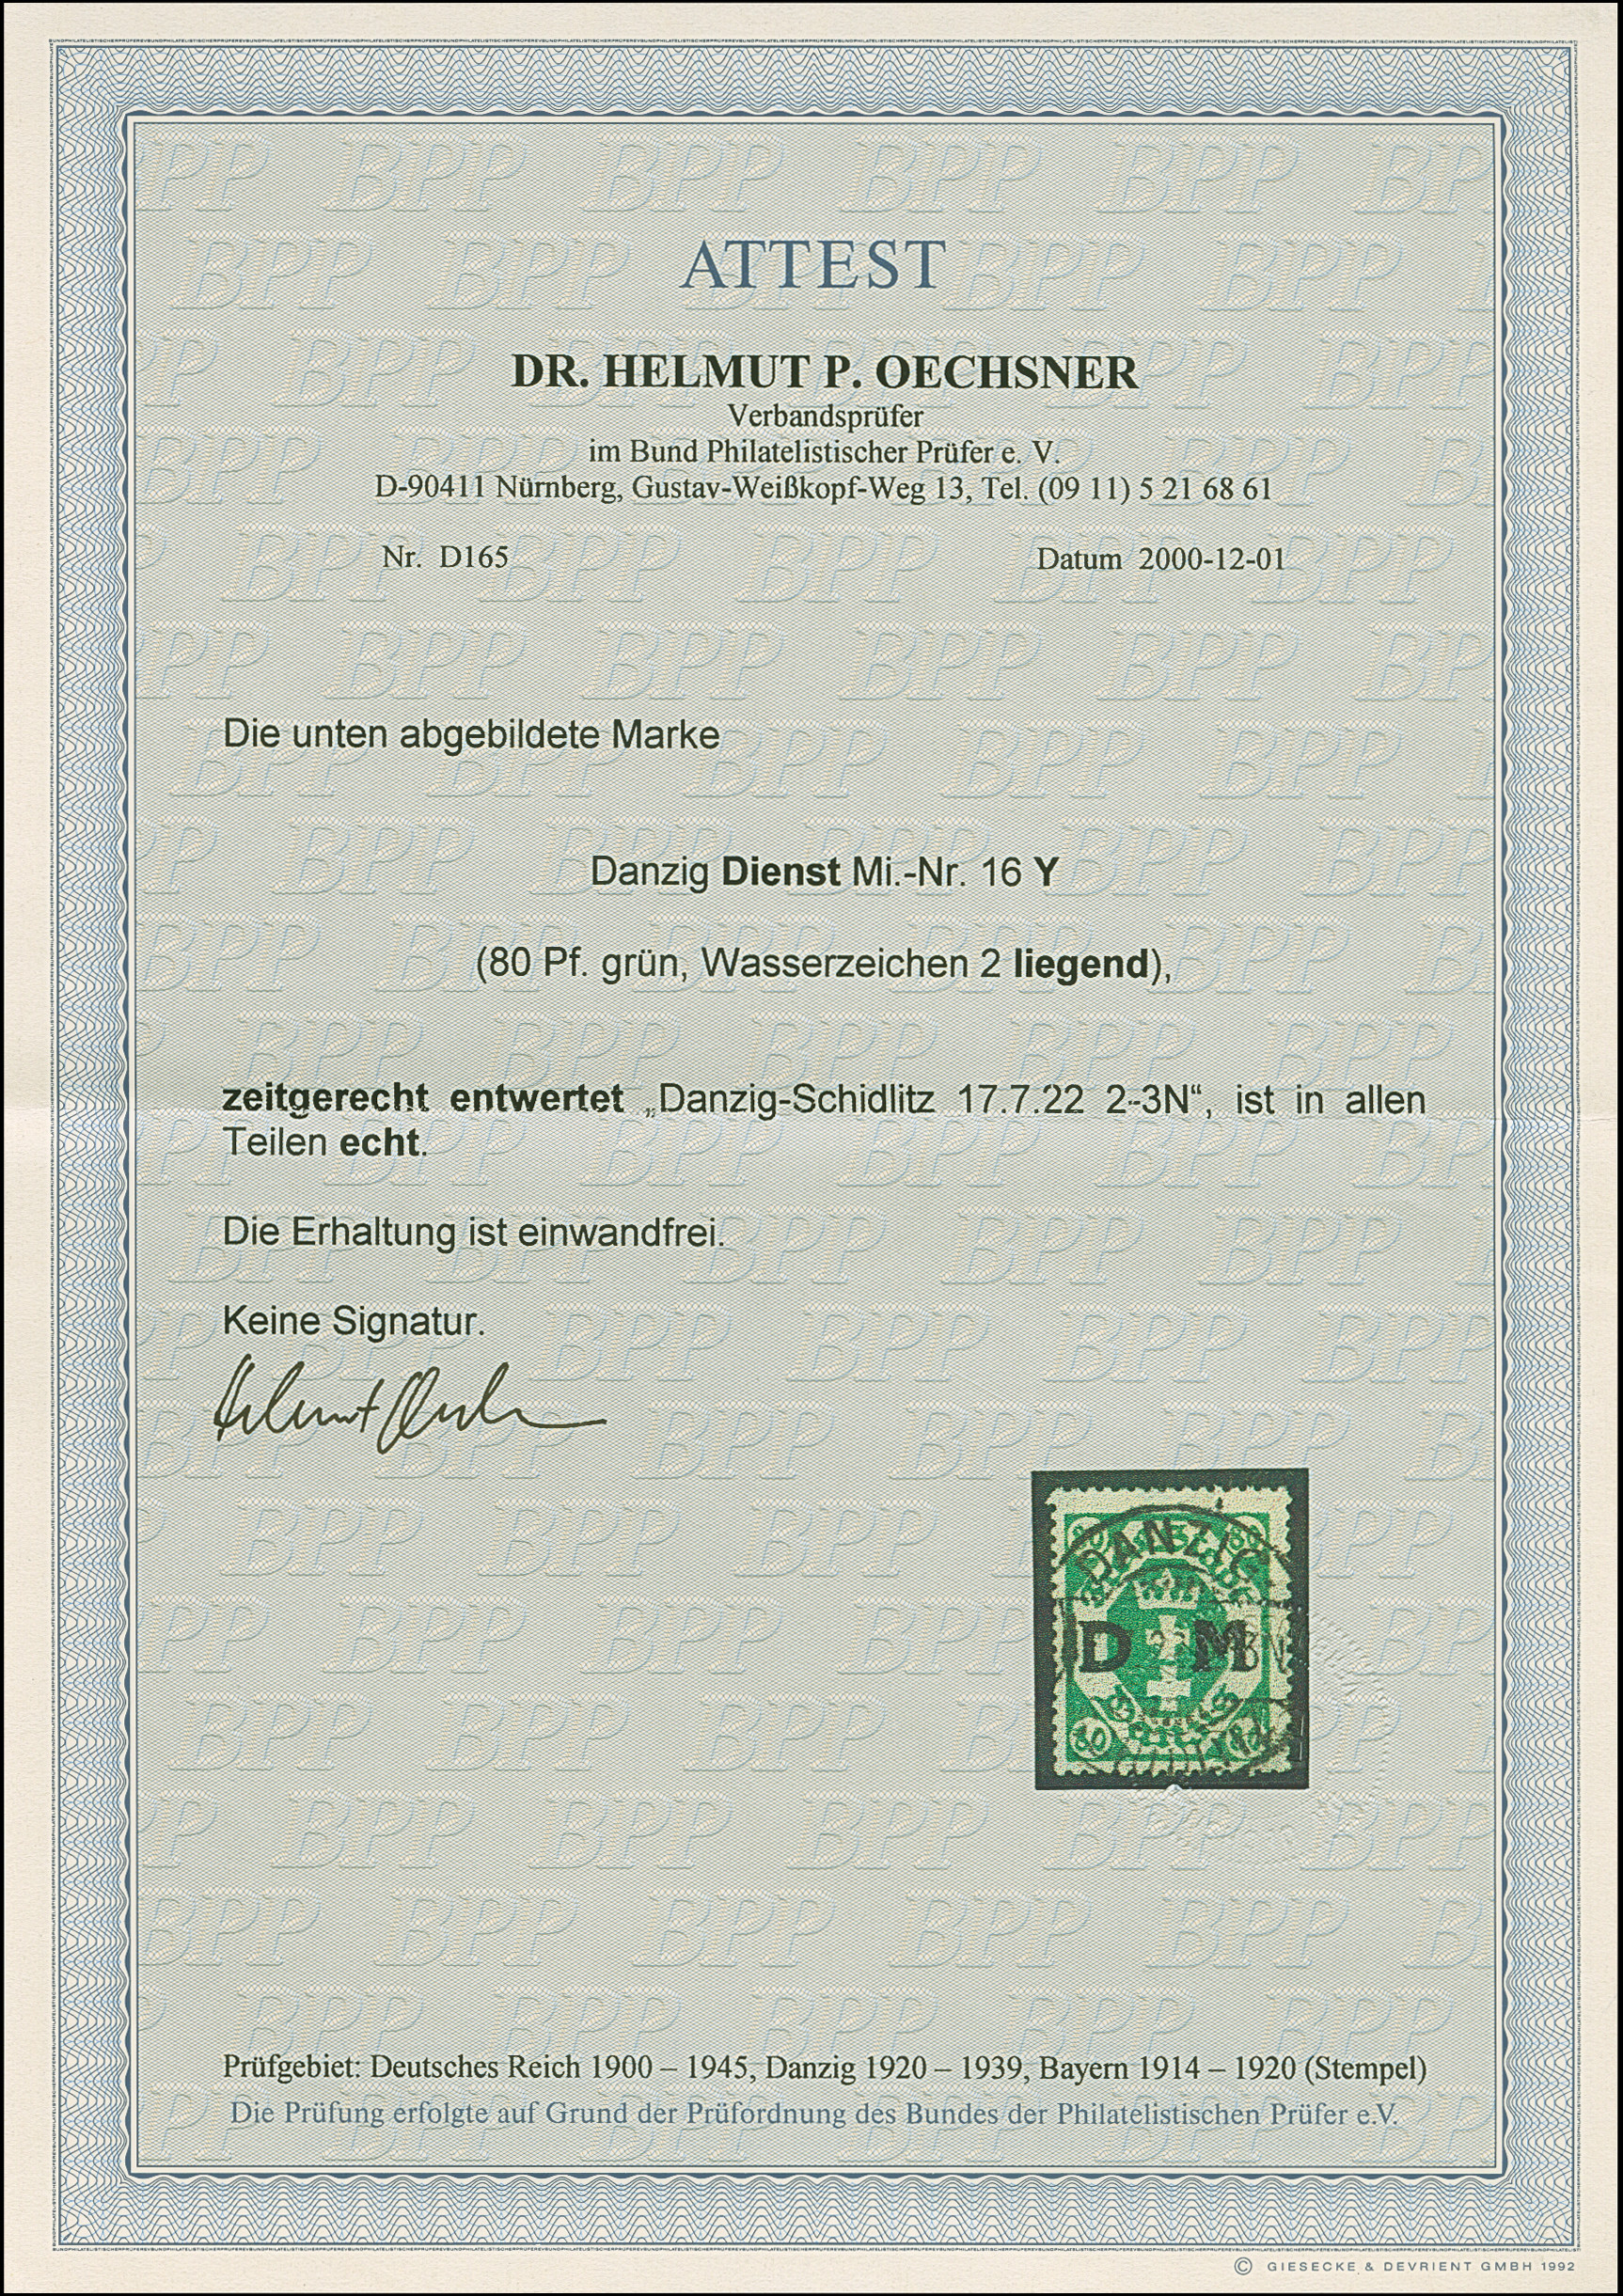 ATTEST
DR. HELMUT P. OECHSNER
Verbandsprüfer
im Bund Philatelistischer Prüfer e. V.
D-90411 Nürnberg, Gustav-Weißkopf-Weg 13, Tel. (09 11) 5 21 68 61
Nr. D165 Datum 2000-12-01
Die unten abgebildete Marke
Danzig Dienst Mi.-Nr. 16 Y
(80 Pf. grün, Wasserzeichen 2 liegend),
zeitgerecht entwertet „Danzig-Schidlitz 17.7.22 2-3N“, ist in allen
Teilen echt.
Die Erhaltung ist einwandfrei.
Keine Signatur.
DANZIG
D M
80
Prüfgebiet: Deutsches Reich 1900 – 1945, Danzig 1920 – 1939, Bayern 1914 – 1920 (Stempel)
Die Prüfung erfolgte auf Grund der Prüfordnung des Bundes der Philatelistischen Prüfer e.V.
© GIESECKE & DEVRIENT GMBH 1992